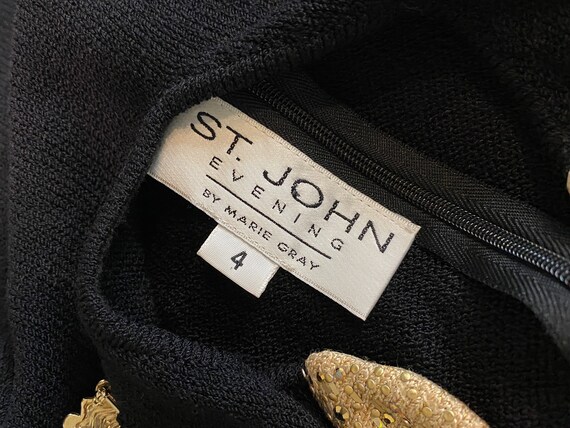 ST. JOHN
EVENING
BY MARIE GRAY
4